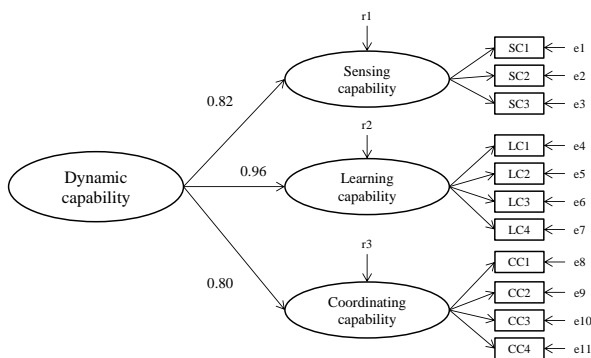 r1
Sensing
capability
SC1
e1
SC2
e2
SC3
e3
0.82
r2
Dynamic
capability
0.96
Learning
capability
LC1
e4
LC2
e5
LC3
e6
LC4
e7
0.80
r3
Coordinating
capability
CC1
e8
CC2
e9
CC3
e10
CC4
e11